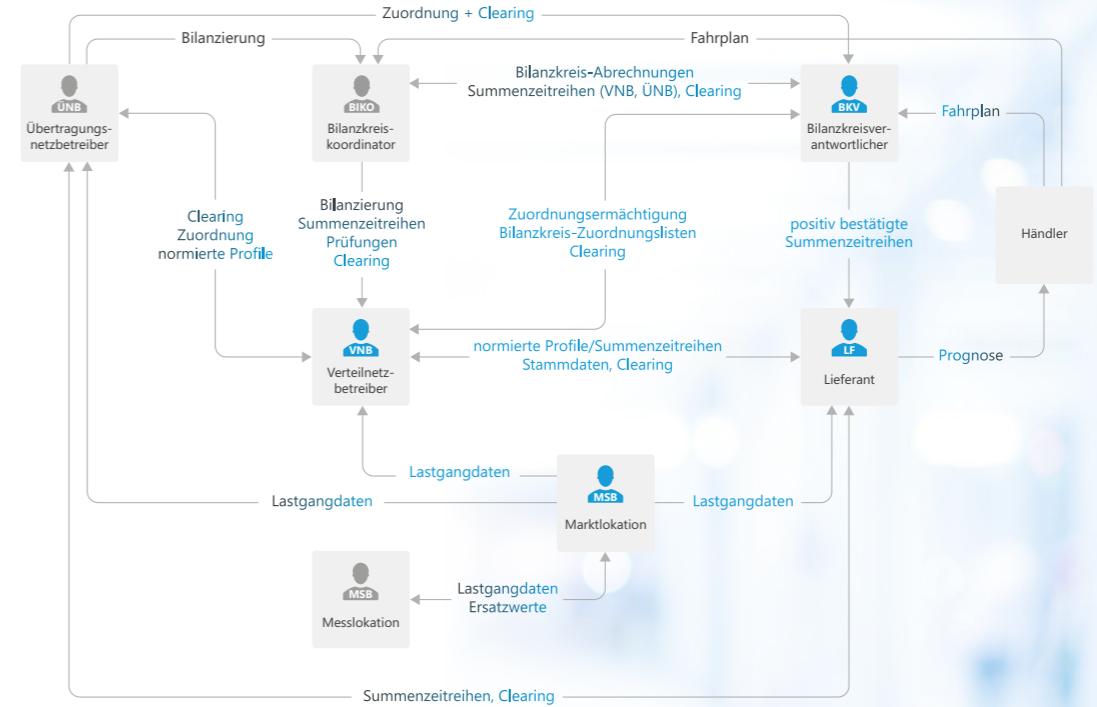 Zuordnung + Clearing
Bilanzierung
Fahrplan
ÜNB
Übertragungs-
netzbetreiber
BIKO
Bilanzkreis-
koordinator
Bilanzkreis-Abrechnungen
Summenzeitreihen (VNB, ÜNB), Clearing
BKV
Bilanzkreisver-
antwortlicher
Fahrplan
Clearing
Zuordnung
normierte Profile
Bilanzierung
Summenzeitreihen
Prüfungen
Clearing
Zuordnungsermächtigung
Bilanzkreis-Zuordnungslisten
Clearing
positiv bestätigte
Summenzeitreihen
Händler
VNB
Verteilnetz-
betreiber
normierte Profile/Summenzeitreihen
Stammdaten, Clearing
LF
Lieferant
Prognose
Lastgangdaten
Lastgangdaten
MSB
Marktlokation
Lastgangdaten
MSB
Messlokation
Lastgangdaten
Ersatzwerte
Summenzeitreihen, Clearing